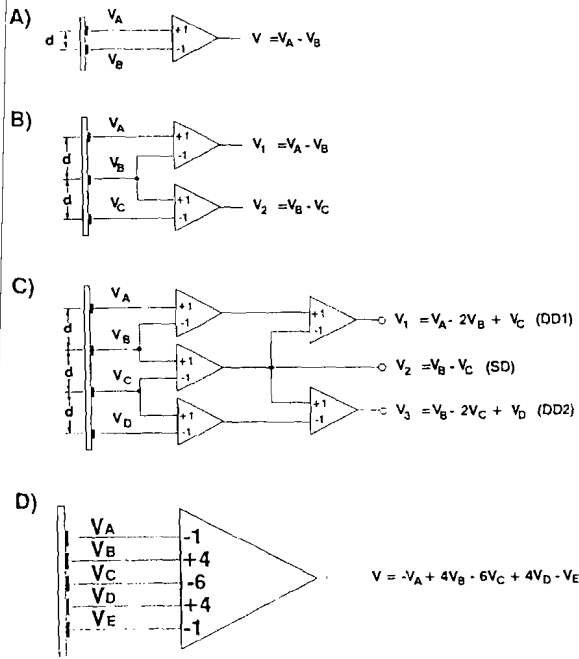 A)
V_A
d
+1
-1
V = V_A - V_B
V_B
B)
V_A
+1
d
-1
V_1 = V_A - V_B
V_B
d
+1
V_C
-1
V_2 = V_B - V_C
C)
V_A
+1
d
-1
+1
-1
V_1 = V_A - 2V_B + V_C (DD1)
V_B
+1
d
V_C
-1
V_2 = V_B - V_C (SD)
d
+1
+1
V_D
-1
-1
V_3 = V_B - 2V_C + V_D (DD2)
D)
V_A
-1
V_B
+4
V_C
-6
V = -V_A + 4V_B - 6V_C + 4V_D - V_E
V_D
+4
V_E
-1